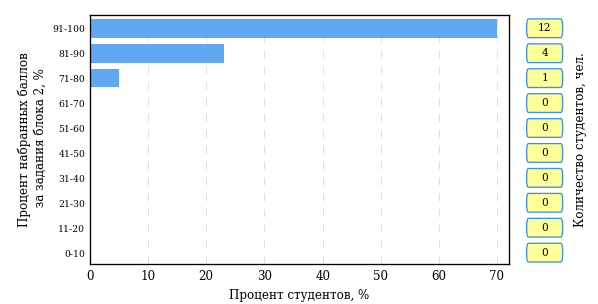 Процент набранных баллов
за задания блока 2, %
91-100 12
81-90 4
71-80 1
61-70 0
51-60 0
41-50 0
31-40 0
21-30 0
11-20 0
0-10 0
0 10 20 30 40 50 60 70
Процент студентов, %
Количество студентов, чел.